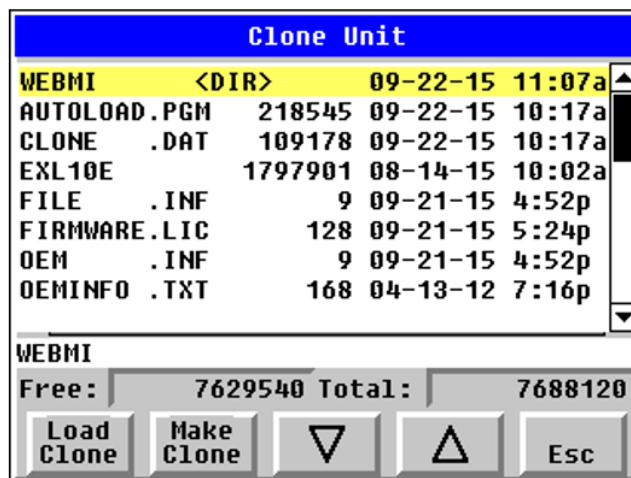 Clone Unit
WEBMI <DIR> 09-22-15 11:07a
AUTOLOAD.PGM 218545 09-22-15 10:17a
CLONE .DAT 109178 09-22-15 10:17a
EXL10E 1797901 08-14-15 10:02a
FILE .INF 9 09-21-15 4:52p
FIRMWARE.LIC 128 09-21-15 5:24p
OEM .INF 9 09-21-15 4:52p
OEMINFO .TXT 168 04-13-12 7:16p
WEBMI
Free: 7629540 Total: 7688120
Load Make
Clone Clone Esc